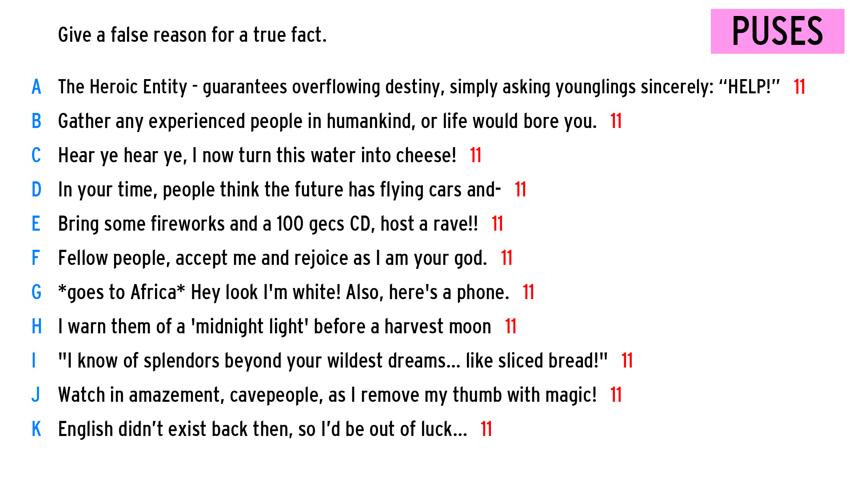 Give a false reason for a true fact.
PUSES
A The Heroic Entity - guarantees overflowing destiny, simply asking younglings sincerely: “HELP!” 11
B Gather any experienced people in humankind, or life would bore you. 11
C Hear ye hear ye, I now turn this water into cheese! 11
D In your time, people think the future has flying cars and- 11
E Bring some fireworks and a 100 gecs CD, host a rave!! 11
F Fellow people, accept me and rejoice as I am your god. 11
G *goes to Africa* Hey look I'm white! Also, here's a phone. 11
H I warn them of a 'midnight light' before a harvest moon 11
I "I know of splendors beyond your wildest dreams... like sliced bread!" 11
J Watch in amazement, cavepeople, as I remove my thumb with magic! 11
K English didn’t exist back then, so I’d be out of luck... 11